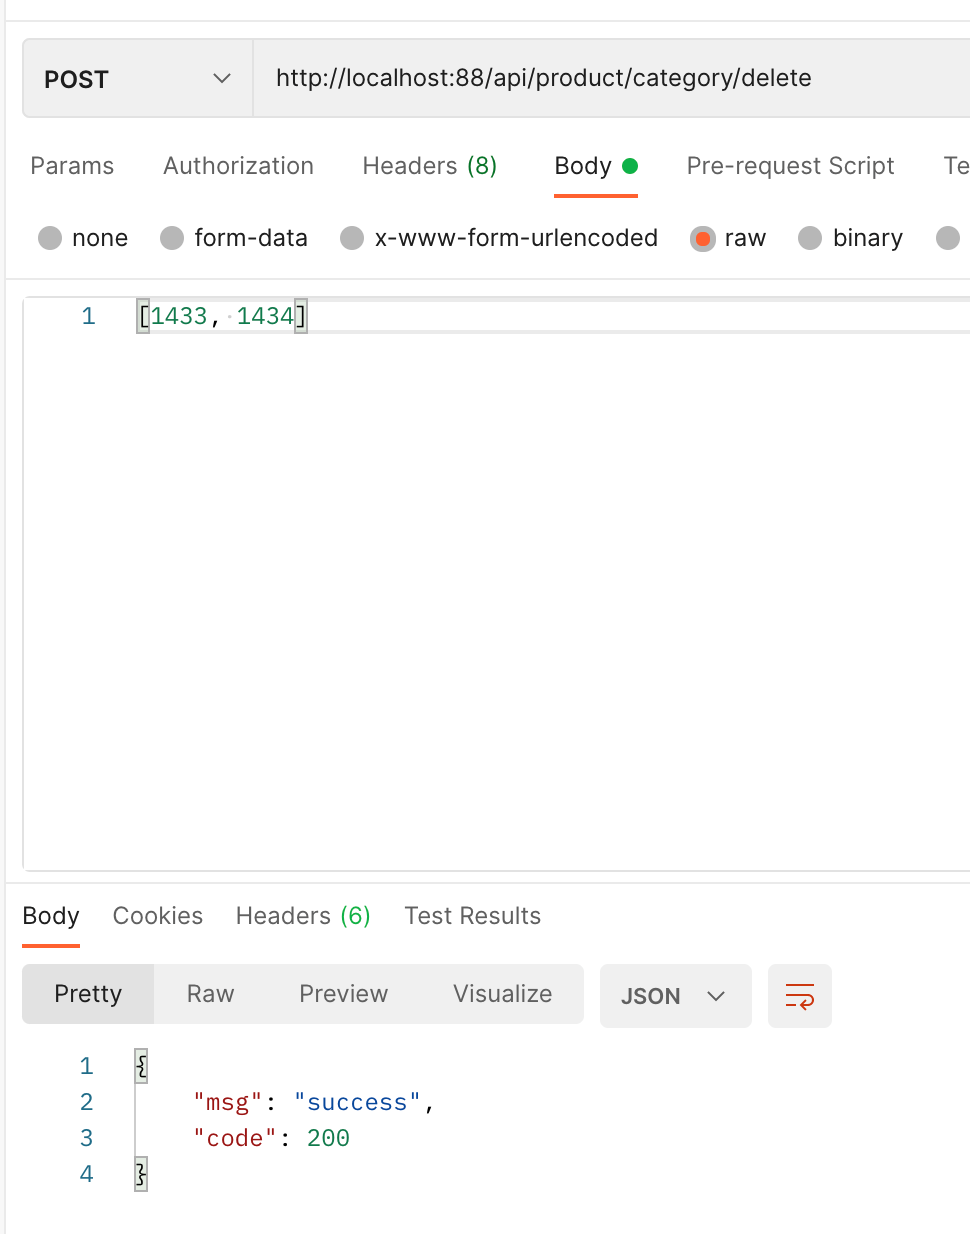 POST http://localhost:88/api/product/category/delete
Params Authorization Headers (8) Body Pre-request Script Te
none form-data x-www-form-urlencoded raw binary
1 [1433, 1434]
Body Cookies Headers (6) Test Results
Pretty Raw Preview Visualize JSON
1 {
2 "msg": "success",
3 "code": 200
4 }